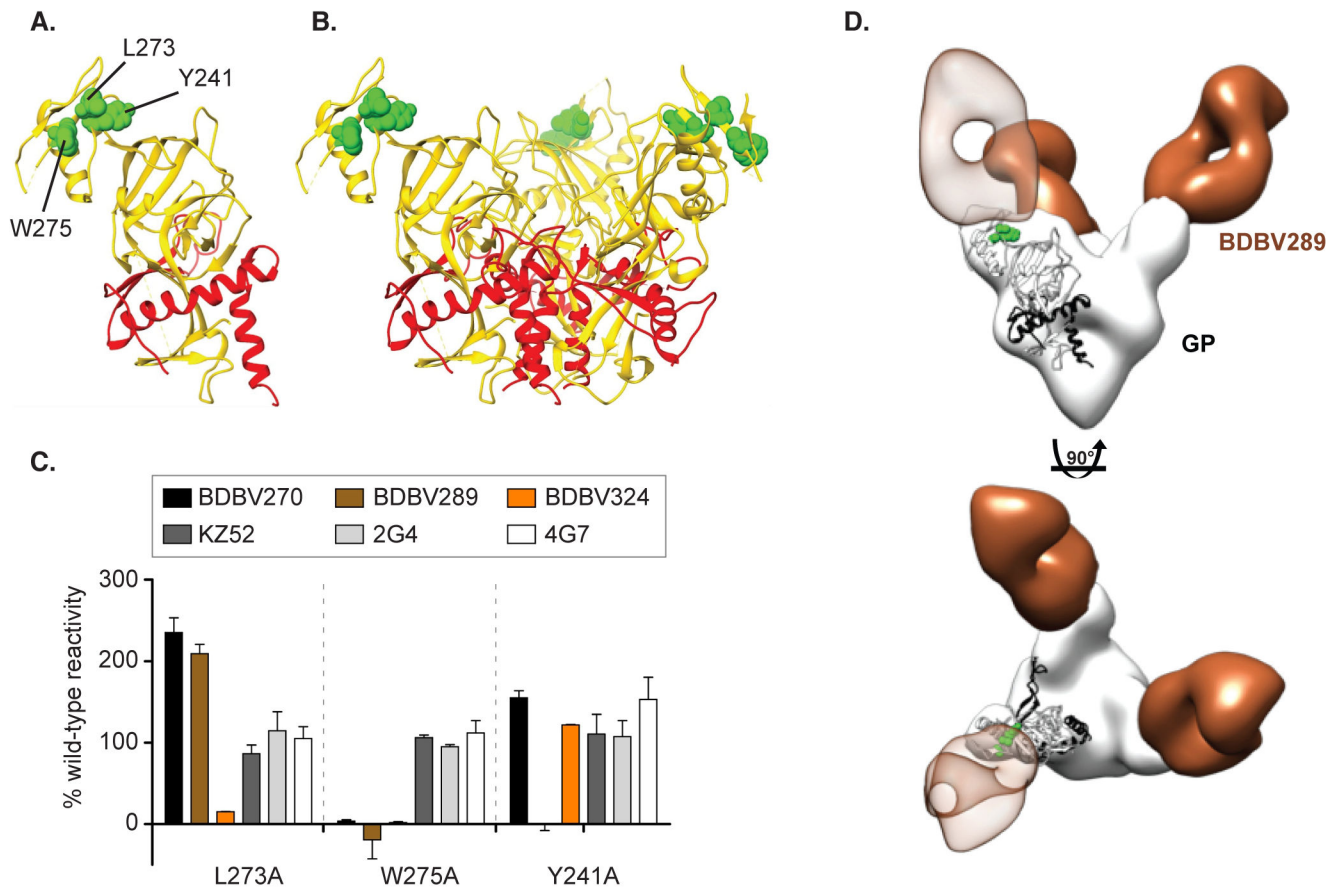 A.
L273
Y241
W275
B.
C.
BDBV270 BDBV289 BDBV324
KZ52 2G4 4G7
% wild-type reactivity
300
200
100
0
L273A W275A Y241A
D.
BDBV289
GP
90°